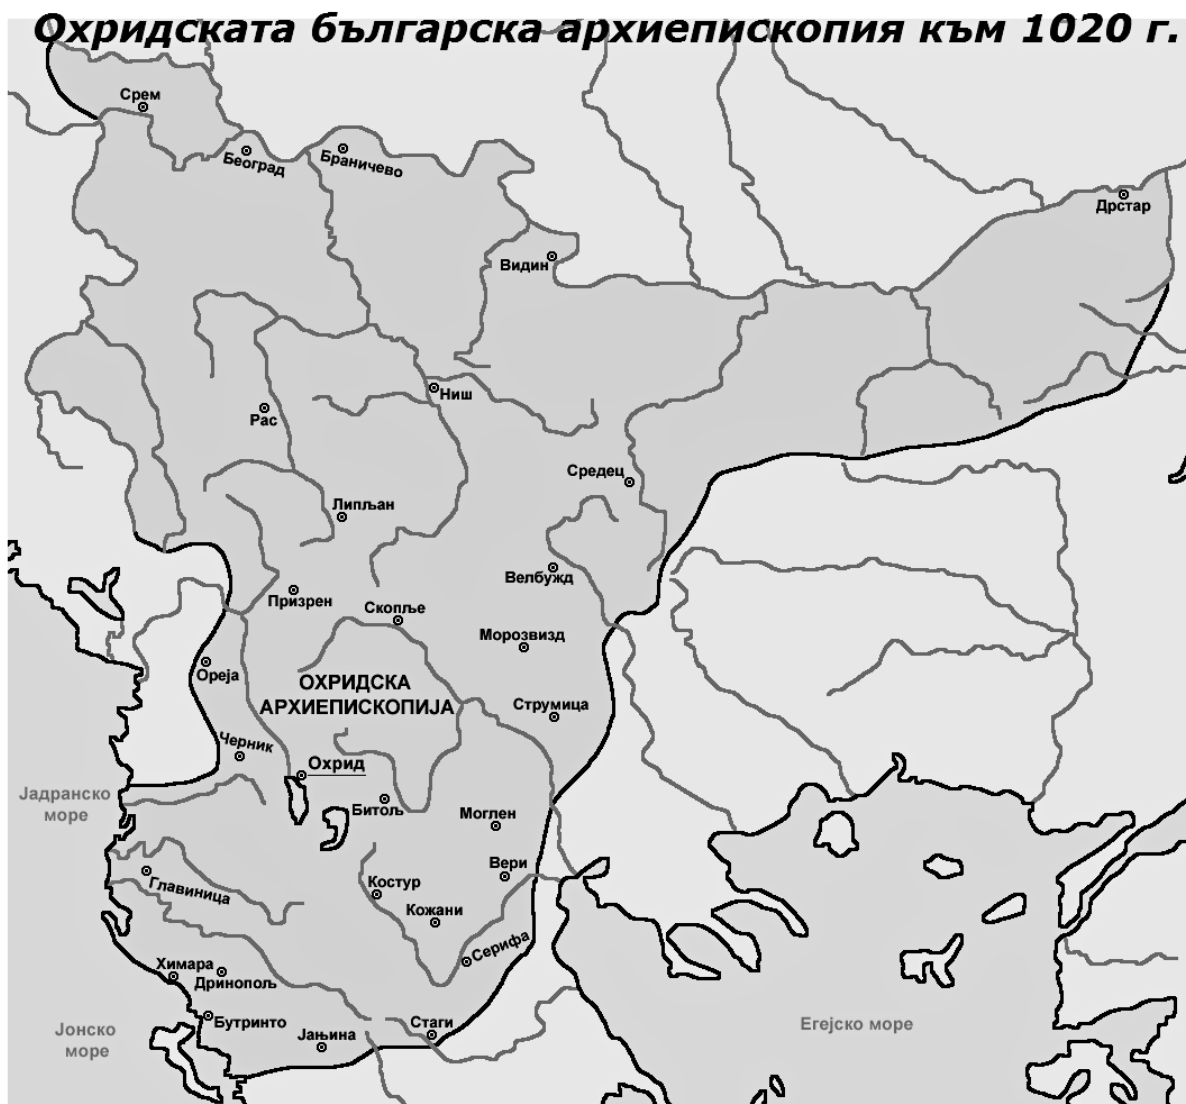 Охридската българска архиепископия към 1020 г.
Срем
Београд
Браничево
Дрстар
Видин
Ниш
Рас
Средец
Липљан
Велбужд
Призрен
Скопље
Морозвизд
Ореја
ОХРИДСКА
АРХИЕПИСКОПИЈА
Струмица
Черник
Охрид
Јадранско
море
Битољ
Моглен
Вери
Главиница
Костур
Кожани
Серифа
Химара
Дринопољ
Бутринто
Стаги
Јањина
Јонско
море
Егејско море